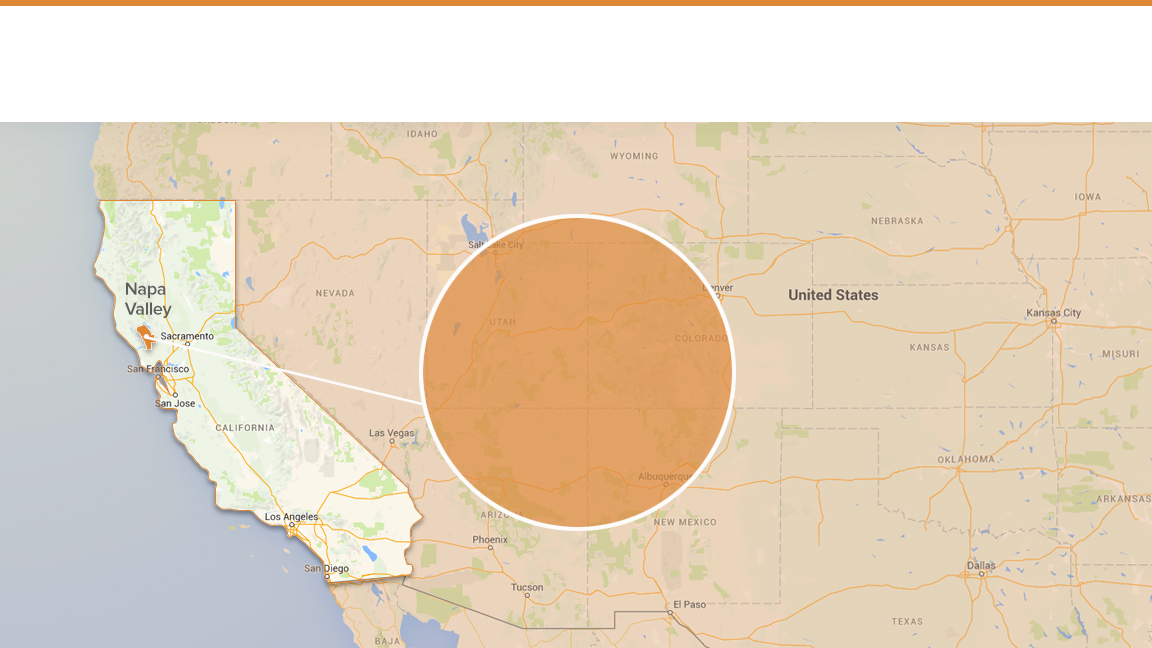 IDAHO
WYOMING
IOWA
NEBRASKA
Salt Lake City
Napa
Valley
NEVADA
United States
UTAH
Kansas City
Sacramento
COLORADO
KANSAS
MISURI
San Francisco
San Jose
CALIFORNIA
Las Vegas
OKLAHOMA
Albuquerque
ARKANSAS
Los Angeles
NEW MEXICO
Phoenix
San Diego
Dallas
Tucson
El Paso
TEXAS
BAJA